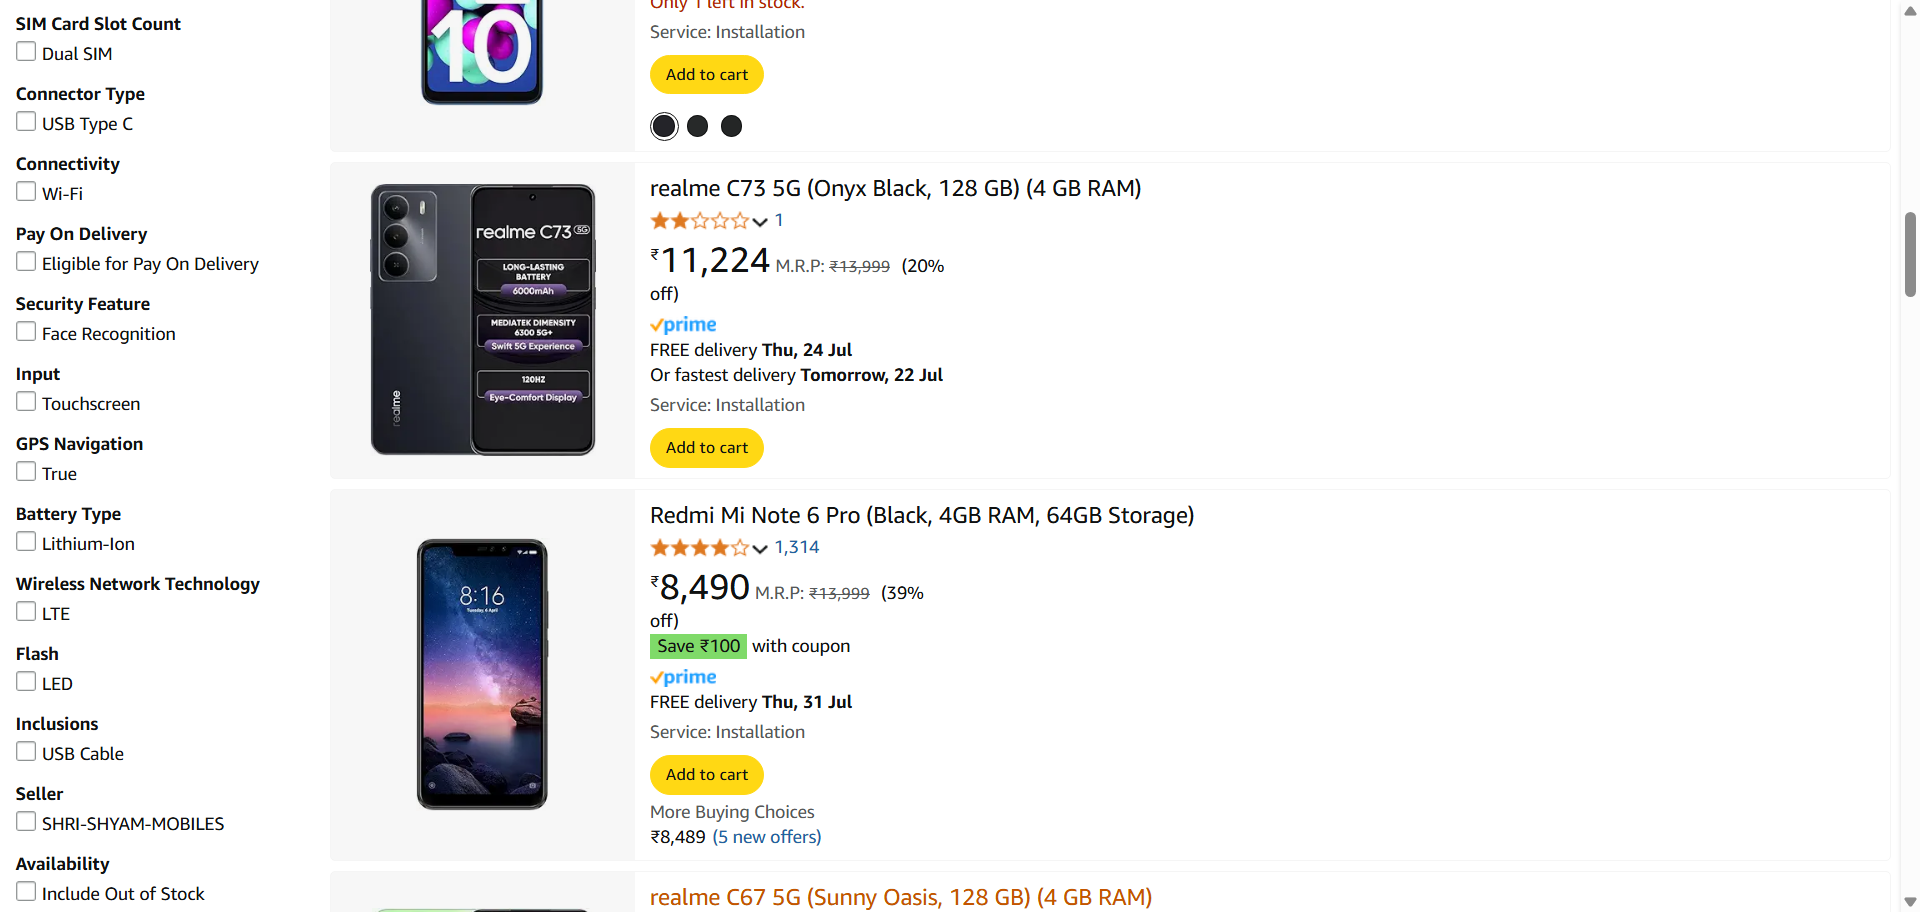 SIM Card Slot Count
Dual SIM
Connector Type
USB Type C
Connectivity
Wi-Fi
Pay On Delivery
Eligible for Pay On Delivery
Security Feature
Face Recognition
Input
Touchscreen
GPS Navigation
True
Battery Type
Lithium-Ion
Wireless Network Technology
LTE
Flash
LED
Inclusions
USB Cable
Seller
SHRI-SHYAM-MOBILES
Availability
Include Out of Stock
10
Only 1 left in stock.
Service: Installation
Add to cart
realme C73 5G
LONG-LASTING
BATTERY
6000mAh
MEDIATEK DIMENSITY
6300 5G+
Swift 5G Experience
120HZ
Eye-Comfort Display
realme
realme C73 5G (Onyx Black, 128 GB) (4 GB RAM)
1
₹11,224 M.R.P: ₹13,999 (20%
off)
prime
FREE delivery Thu, 24 Jul
Or fastest delivery Tomorrow, 22 Jul
Service: Installation
Add to cart
8:16
Tuesday, 6 April
Redmi Mi Note 6 Pro (Black, 4GB RAM, 64GB Storage)
1,314
₹8,490 M.R.P: ₹13,999 (39%
off)
Save ₹100 with coupon
prime
FREE delivery Thu, 31 Jul
Service: Installation
Add to cart
More Buying Choices
₹8,489 (5 new offers)
realme C67 5G (Sunny Oasis, 128 GB) (4 GB RAM)